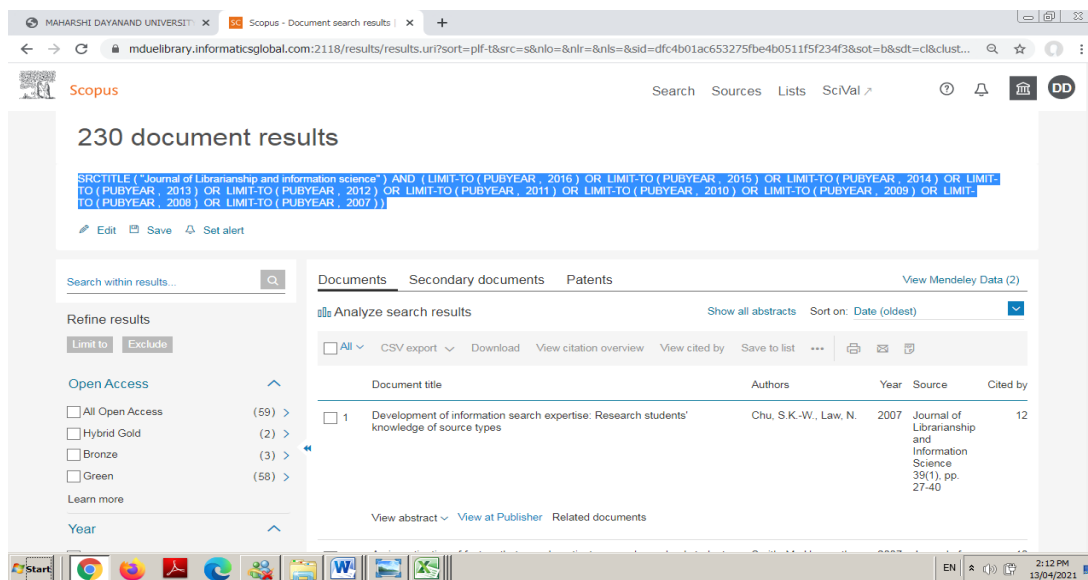 MAHARSHI DAYANAND UNIVERSIT
SC Scopus - Document search results |
mduelibrary.informaticsglobal.com:2118/results/results.uri?sort=plf-t&src=s&nlo=&nlr=&nls=&sid=dfc4b01ac653275fbe4b0511f5f234f3&sot=b&sdt=cl&clust...
Scopus
Search Sources Lists SciVal ↗
DD
230 document results
SRCTITLE ( "Journal of Librarianship and information science" ) AND ( LIMIT-TO ( PUBYEAR , 2016) OR LIMIT-TO ( PUBYEAR , 2015) OR LIMIT-TO ( PUBYEAR , 2014) OR LIMIT-
TO ( PUBYEAR , 2013) OR LIMIT-TO ( PUBYEAR , 2012) OR LIMIT-TO ( PUBYEAR , 2011) OR LIMIT-TO ( PUBYEAR , 2010) OR LIMIT-TO ( PUBYEAR , 2009) OR LIMIT-
TO ( PUBYEAR , 2008) OR LIMIT-TO ( PUBYEAR , 2007 ) )
Edit Save Set alert
Search within results...
Refine results
Limit to Exclude
Open Access
All Open Access (59) >
Hybrid Gold (2) >
Bronze (3) >
Green (58) >
Learn more
Year
Documents Secondary documents Patents View Mendeley Data (2)
Analyze search results Show all abstracts Sort on: Date (oldest)
All CSV export Download View citation overview View cited by Save to list •••
Document title Authors Year Source Cited by
1 Development of information search expertise: Research students' Chu, S.K.-W., Law, N. 2007 Journal of 12
knowledge of source types Librarianship
and
Information
Science
39(1), pp.
27-40
View abstract View at Publisher Related documents
Start
EN 2:12 PM
13/04/2021